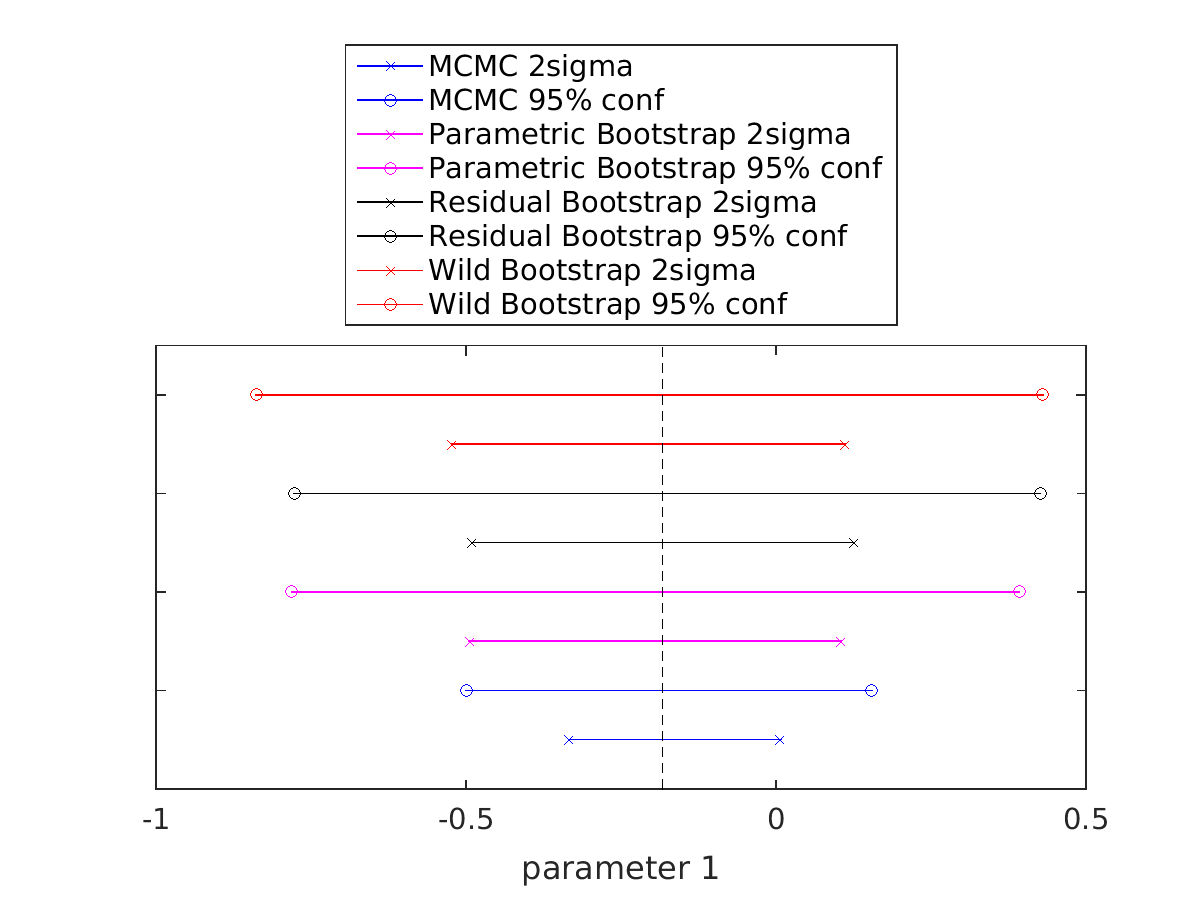 MCMC 2sigma
MCMC 95% conf
Parametric Bootstrap 2sigma
Parametric Bootstrap 95% conf
Residual Bootstrap 2sigma
Residual Bootstrap 95% conf
Wild Bootstrap 2sigma
Wild Bootstrap 95% conf
-1 -0.5 0 0.5
parameter 1